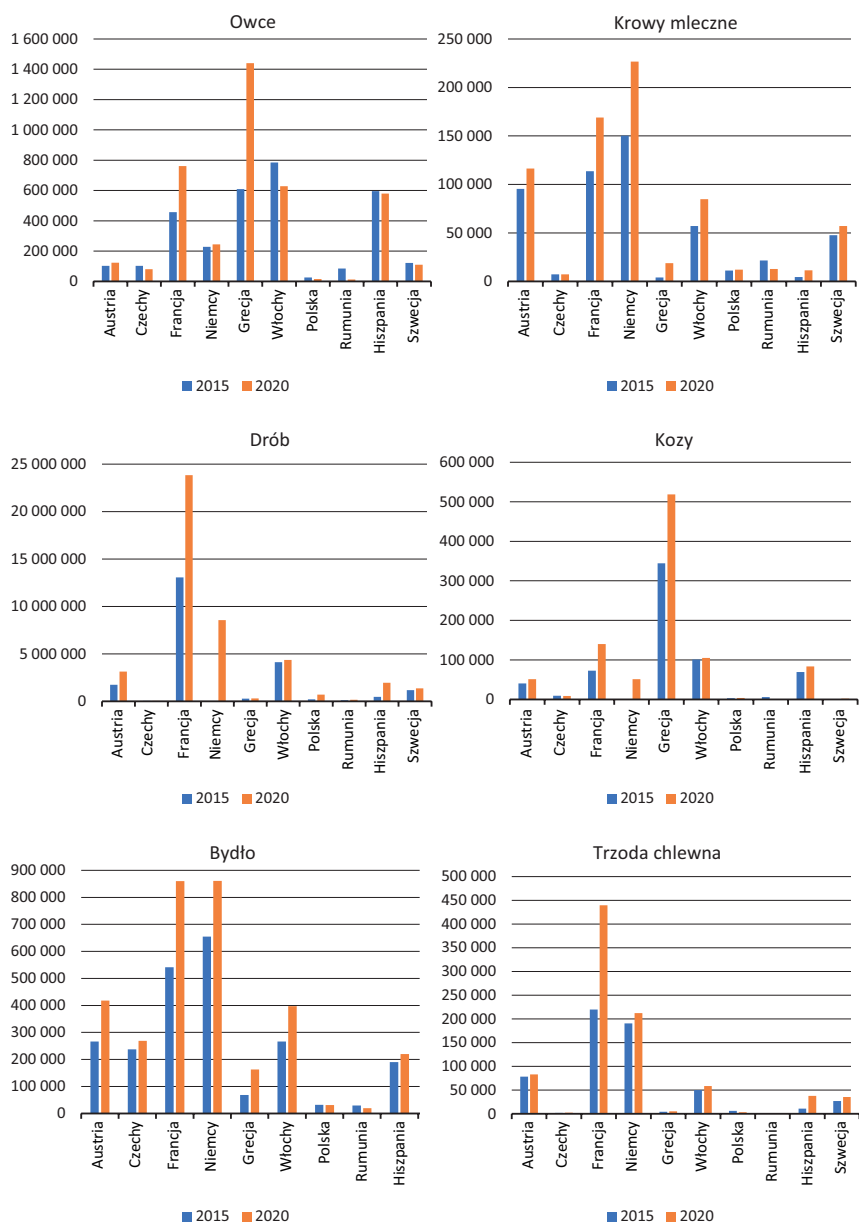 Owce
1 600 000
1 400 000
1 200 000
1 000 000
800 000
600 000
400 000
200 000
0
Austria
Czechy
Francja
Niemcy
Grecja
Włochy
Polska
Rumunia
Hiszpania
Szwecja
2015 2020
Krowy mleczne
250 000
200 000
150 000
100 000
50 000
0
Austria
Czechy
Francja
Niemcy
Grecja
Włochy
Polska
Rumunia
Hiszpania
Szwecja
2015 2020
Drób
25 000 000
20 000 000
15 000 000
10 000 000
5 000 000
0
Austria
Czechy
Francja
Niemcy
Grecja
Włochy
Polska
Rumunia
Hiszpania
Szwecja
2015 2020
Kozy
600 000
500 000
400 000
300 000
200 000
100 000
0
Austria
Czechy
Francja
Niemcy
Grecja
Włochy
Polska
Rumunia
Hiszpania
Szwecja
2015 2020
Bydło
900 000
800 000
700 000
600 000
500 000
400 000
300 000
200 000
100 000
0
Austria
Czechy
Francja
Niemcy
Grecja
Włochy
Polska
Rumunia
Hiszpania
2015 2020
Trzoda chlewna
500 000
450 000
400 000
350 000
300 000
250 000
200 000
150 000
100 000
50 000
0
Austria
Czechy
Francja
Niemcy
Grecja
Włochy
Polska
Rumunia
Hiszpania
Szwecja
2015 2020